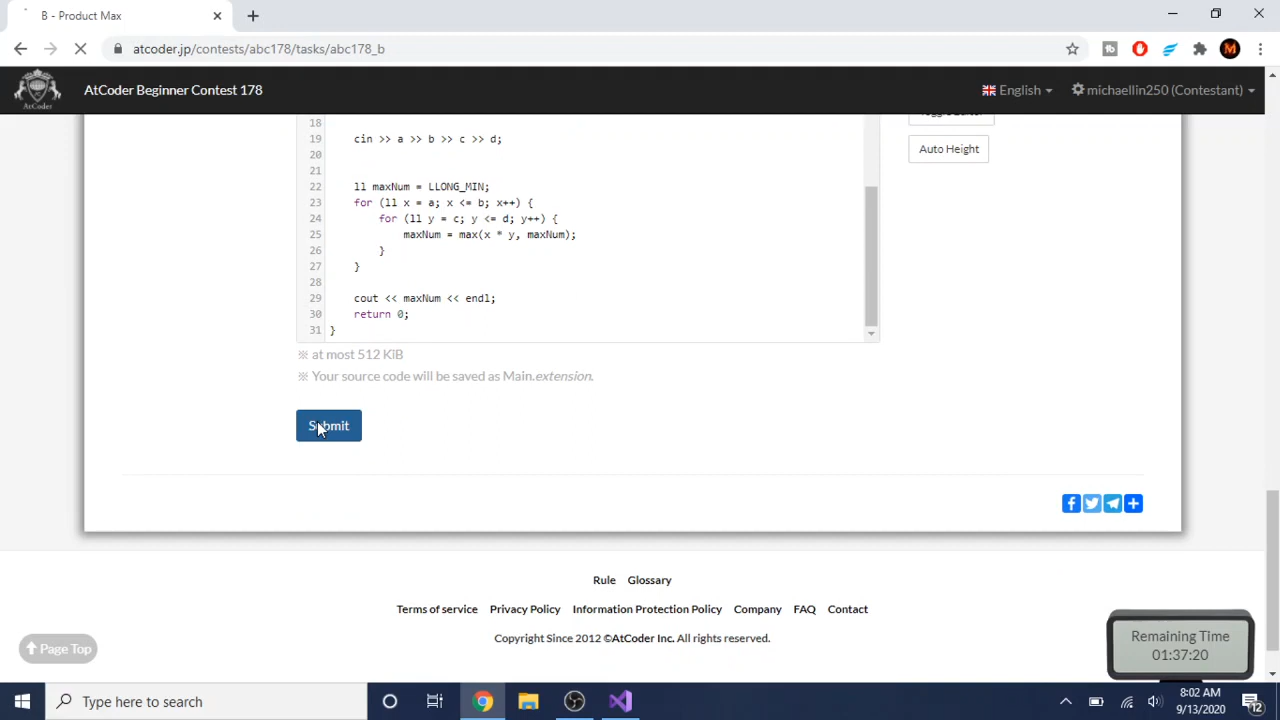 B - Product Max
atcoder.jp/contests/abc178/tasks/abc178_b
M
AtCoder
AtCoder Beginner Contest 178
English
michaellin250 (Contestant)
Auto Height
18
19 cin >> a >> b >> c >> d;
20
21
22 ll maxNum = LLONG_MIN;
23 for (ll x = a; x <= b; x++) {
24 for (ll y = c; y <= d; y++) {
25 maxNum = max(x * y, maxNum);
26 }
27 }
28
29 cout << maxNum << endl;
30 return 0;
31 }
※ at most 512 KiB
※ Your source code will be saved as Main.extension.
Submit
Rule Glossary
Terms of service Privacy Policy Information Protection Policy Company FAQ Contact
Copyright Since 2012 ©AtCoder Inc. All rights reserved.
Page Top
Remaining Time
01:37:20
Type here to search
8:02 AM
9/13/2020
12